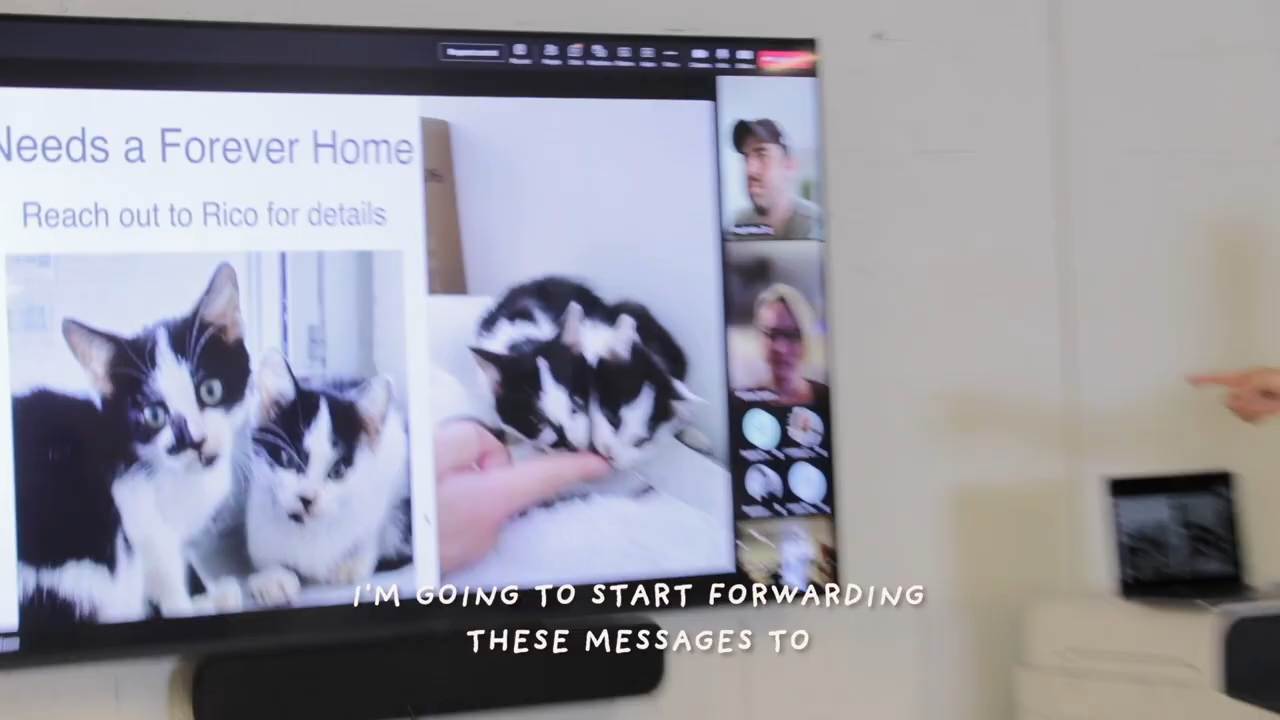 Needs a Forever Home
Reach out to Rico for details
I'M GOING TO START FORWARDING
THESE MESSAGES TO